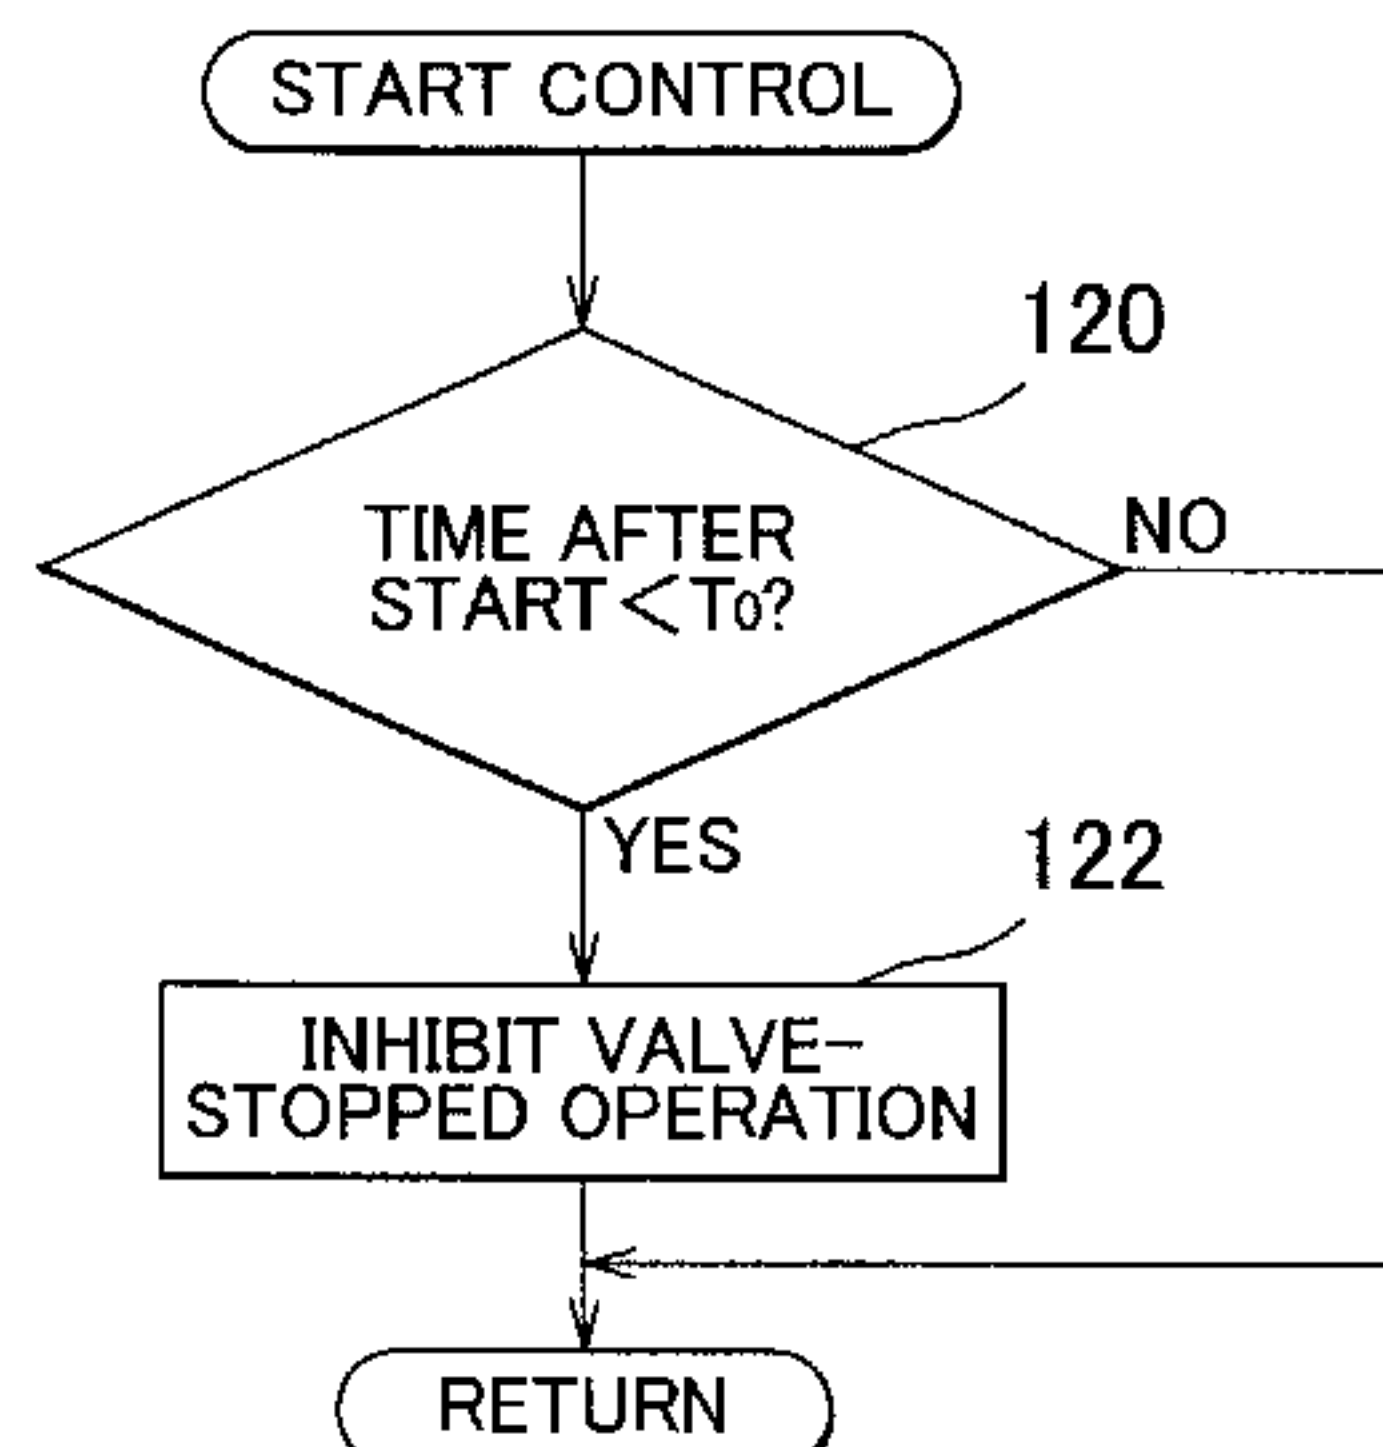 START CONTROL
120
TIME AFTER
START<T₀?
NO
YES
122
INHIBIT VALVE-
STOPPED OPERATION
RETURN